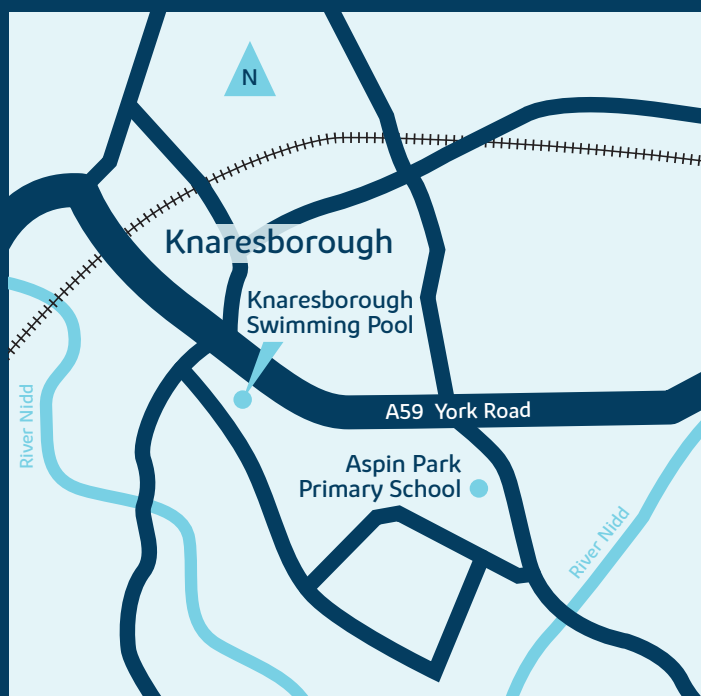 N
Knaresborough
Knaresborough
Swimming Pool
River Nidd
A59 York Road
Aspin Park
Primary School
River Nidd